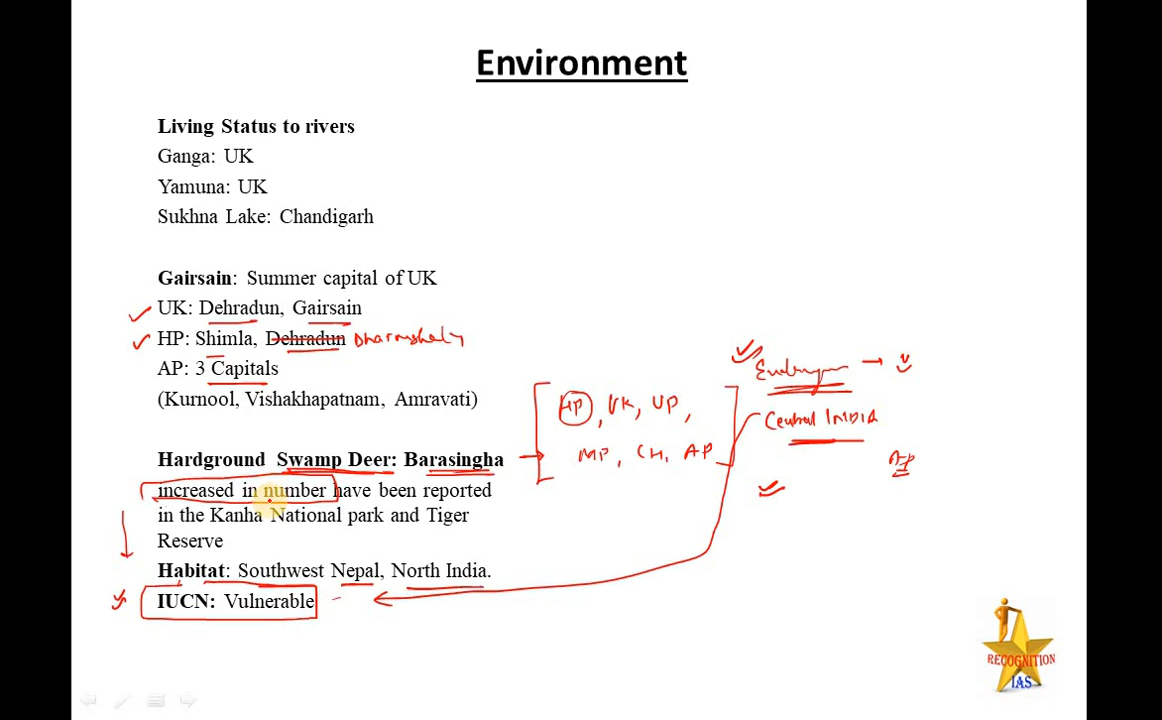 Environment
Living Status to rivers
Ganga: UK
Yamuna: UK
Sukhna Lake: Chandigarh
Gairsain: Summer capital of UK
UK: Dehradun, Gairsain
HP: Shimla, Dehradun
AP: 3 Capitals
(Kurnool, Vishakhapatnam, Amravati)
HP, UK, UP,
MP, CH, AP
Central INDIA
AP
Hardground Swamp Deer: Barasingha
increased in number have been reported
in the Kanha National park and Tiger
Reserve
Habitat: Southwest Nepal, North India.
IUCN: Vulnerable
RECOGNITION
IAS